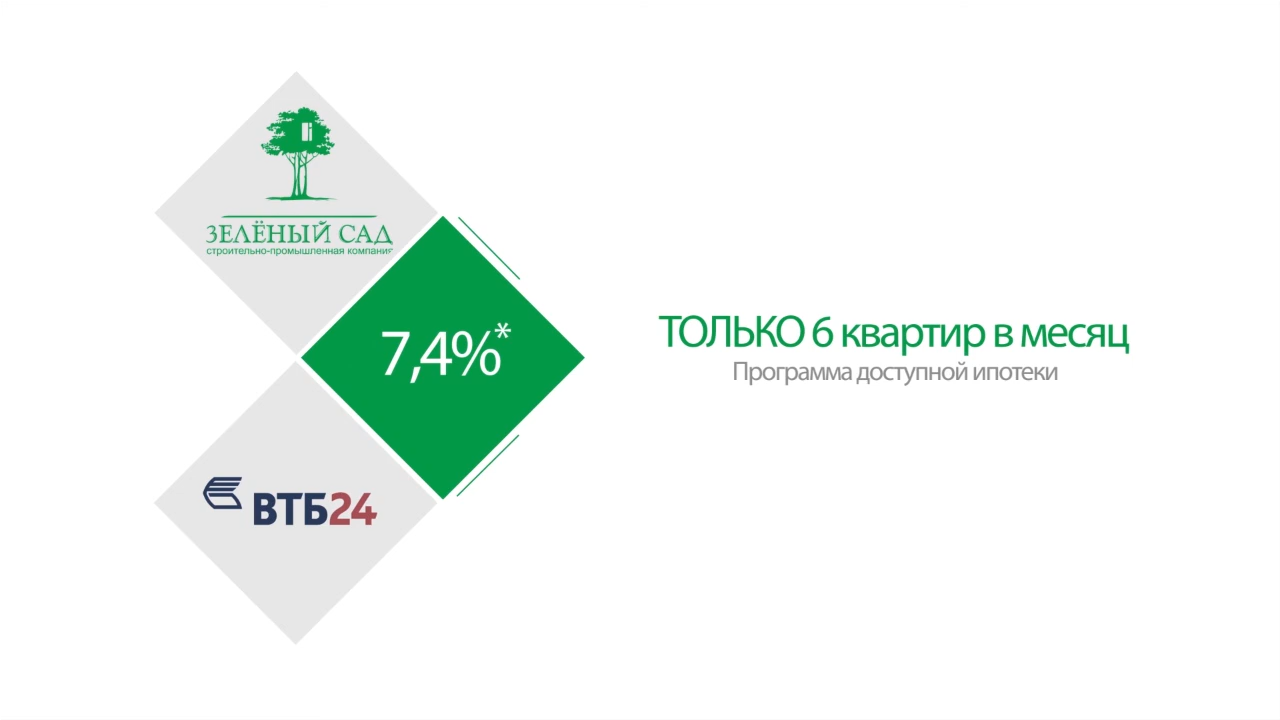 ЗЕЛЁНЫЙ САД
строительно-промышленная компания
7,4%*
ТОЛЬКО 6 квартир в месяц
Программа доступной ипотеки
ВТБ24